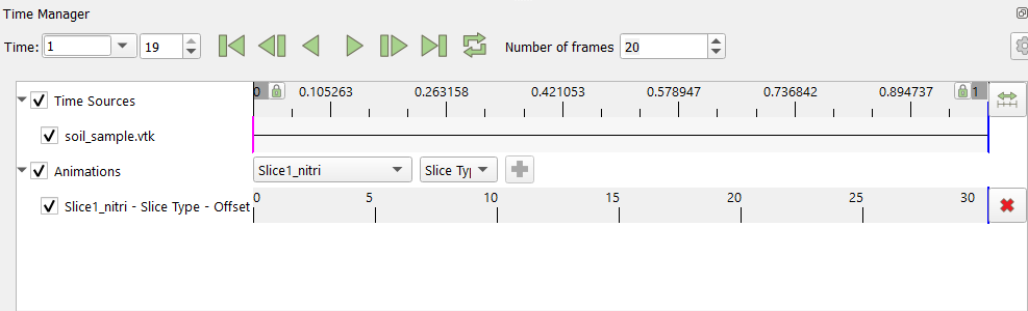 Time Manager
Time: 1 19 Number of frames 20
0 0.105263 0.263158 0.421053 0.578947 0.736842 0.894737 1
Time Sources
soil_sample.vtk
Animations Slice1_nitri Slice Ty
Slice1_nitri - Slice Type - Offset 0 5 10 15 20 25 30